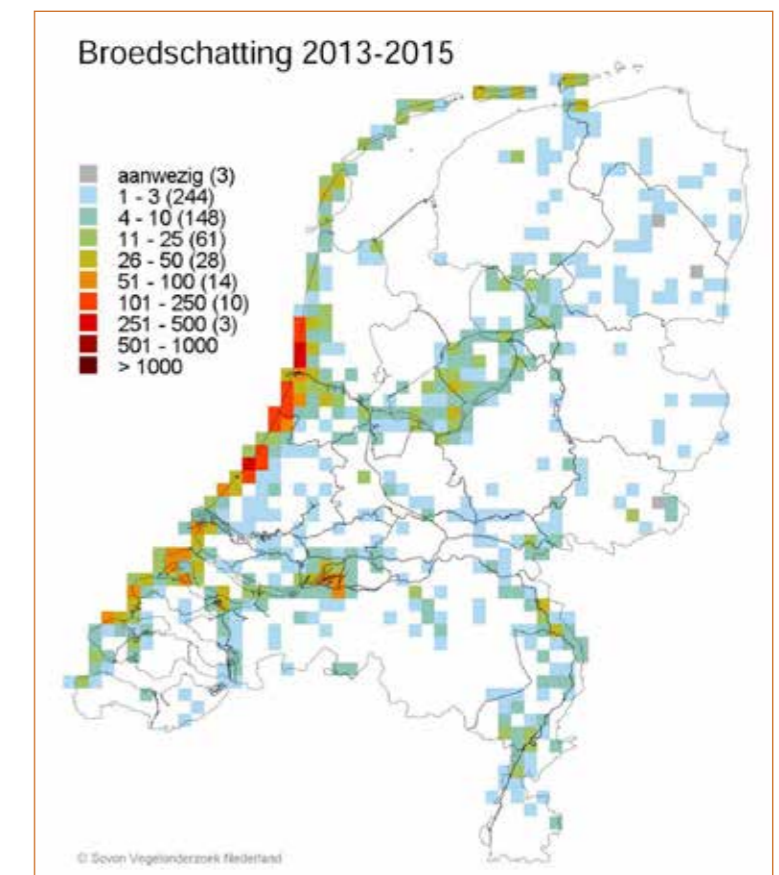 Broedschatting 2013-2015
aanwezig (3)
1 - 3 (244)
4 - 10 (148)
11 - 25 (61)
26 - 50 (28)
51 - 100 (14)
101 - 250 (10)
251 - 500 (3)
501 - 1000
> 1000
© Sovon Vogelonderzoek Nederland